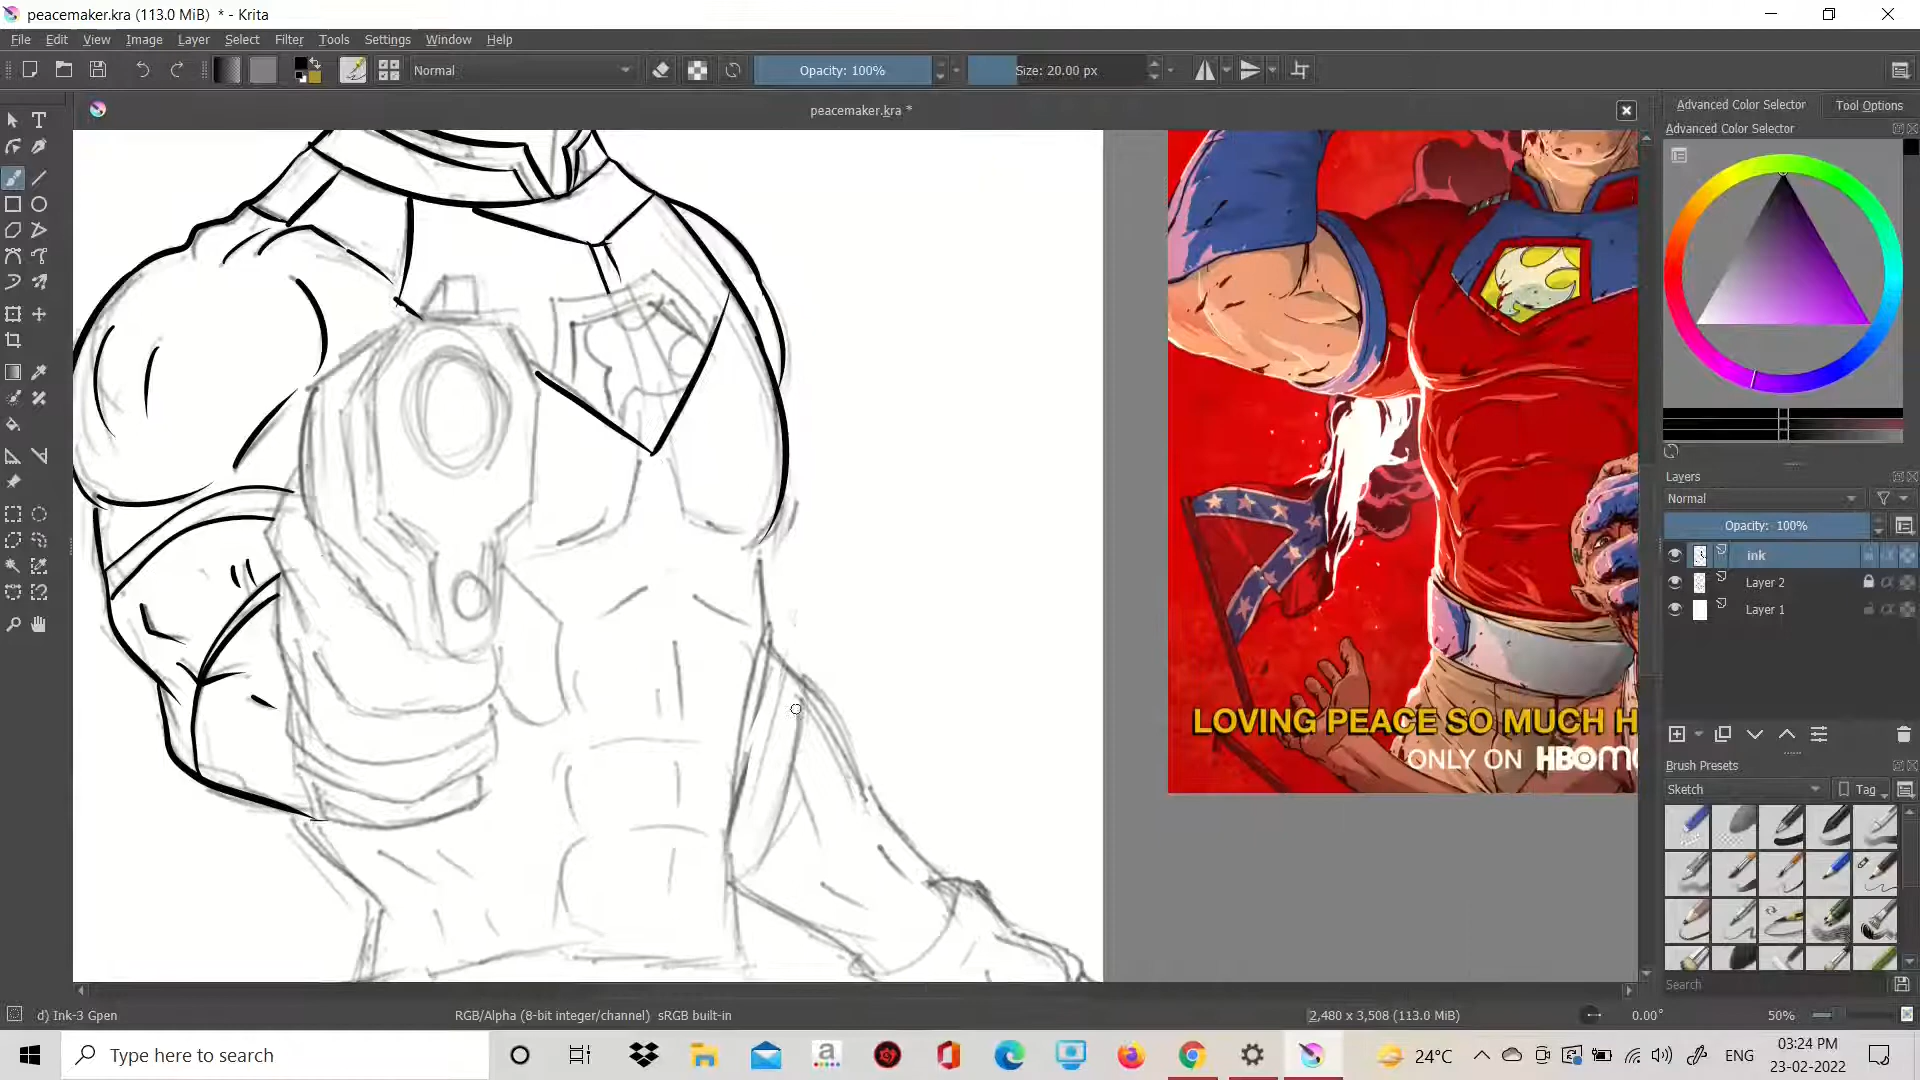 peacemaker.kra (113.0 MiB)  * - Krita
File Edit View Image Layer Select Filter Tools Settings Window Help
Normal Opacity: 100% Size: 20.00 px
peacemaker.kra *
Advanced Color Selector Tool Options
Advanced Color Selector
Layers
Normal
Opacity:  100%
ink
Layer 2
Layer 1
LOVING PEACE SO MUCH H
ONLY ON HBOM
Brush Presets
Sketch Tag
Search
d) Ink-3 Gpen RGB/Alpha (8-bit integer/channel)  sRGB built-in 2,480 x 3,508 (113.0 MiB) 0.00° 50%
Type here to search 24°C ENG 03:24 PM
23-02-2022